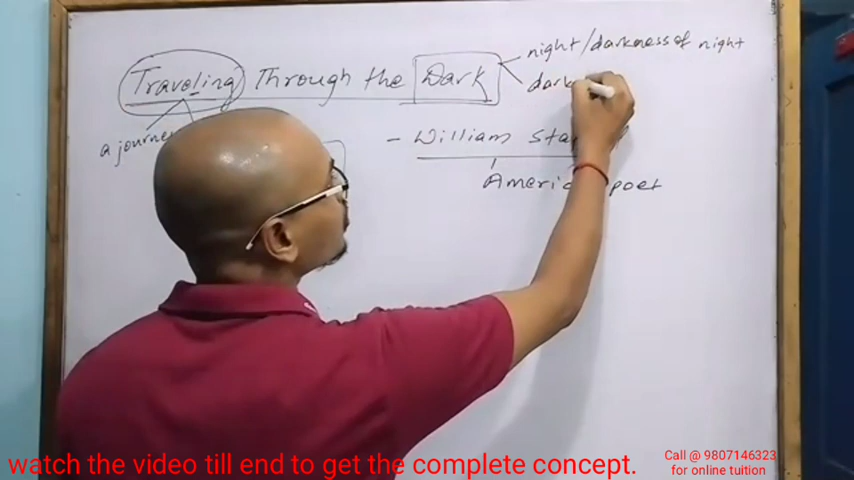 Traveling Through the Dark
night/darkness of night
dark
a journey
- William Sta
American poet
watch the video till end to get the complete concept.
Call @ 9807146323
for online tuition